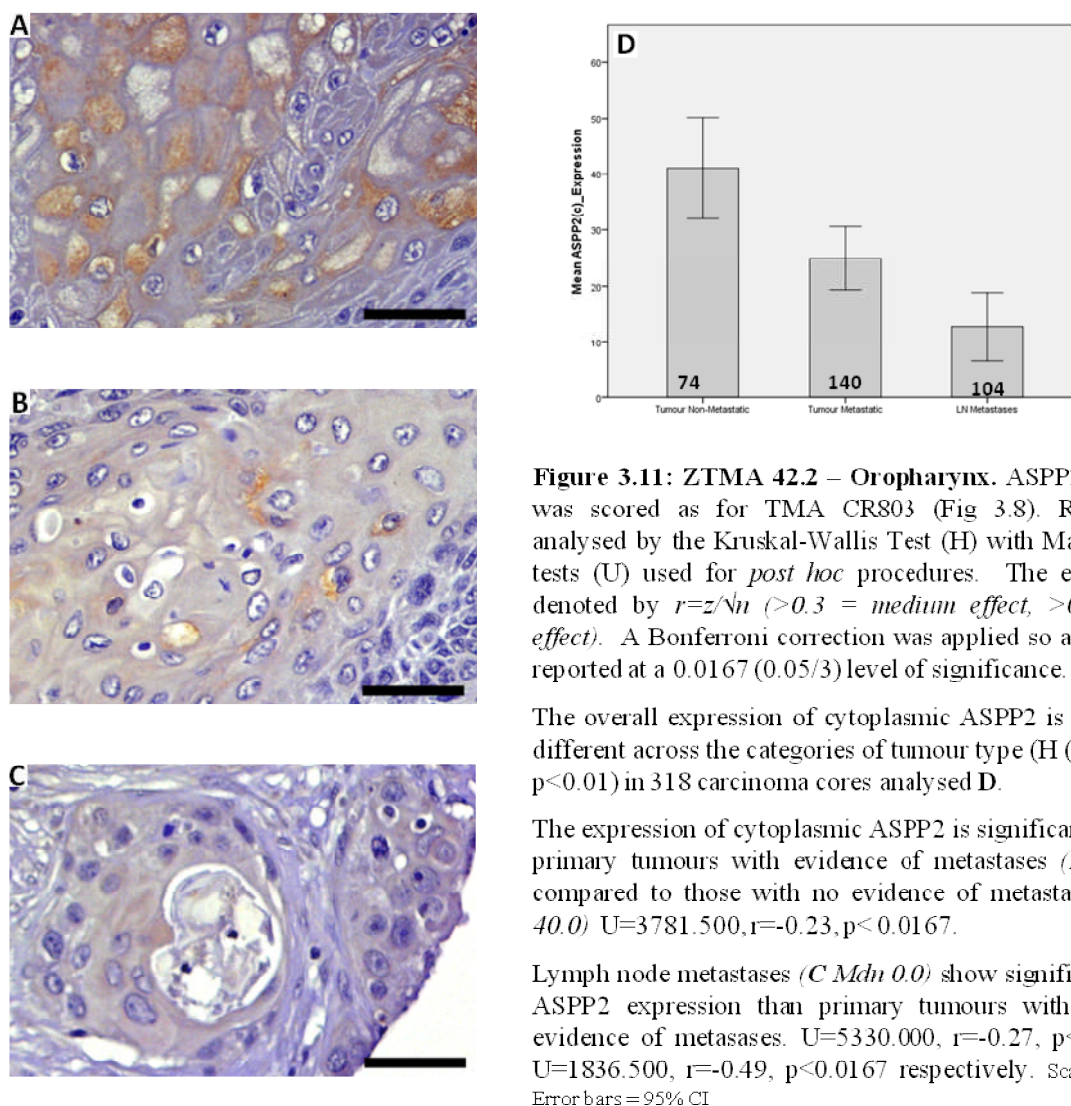 A
B
C
D
Mean ASPP2(c)_Expression
60
50
40
30
20
10
0
74
140
104
Tumour Non-Metastatic
Tumour Metastatic
LN Metastases
Figure 3.11: ZTMA 42.2 – Oropharynx. ASPP2
was scored as for TMA CR803 (Fig 3.8). R
analysed by the Kruskal-Wallis Test (H) with Ma
tests (U) used for post hoc procedures. The e
denoted by r=z/√n (>0.3 = medium effect, >
effect). A Bonferroni correction was applied so a
reported at a 0.0167 (0.05/3) level of significance.
The overall expression of cytoplasmic ASPP2 is
different across the categories of tumour type (H (
p<0.01) in 318 carcinoma cores analysed D.
The expression of cytoplasmic ASPP2 is significa
primary tumours with evidence of metastases (
compared to those with no evidence of metasta
40.0) U=3781.500, r=-0.23, p< 0.0167.
Lymph node metastases (C Mdn 0.0) show signifi
ASPP2 expression than primary tumours with
evidence of metasases. U=5330.000, r=-0.27, p<
U=1836.500, r=-0.49, p<0.0167 respectively. Sca
Error bars = 95% CI